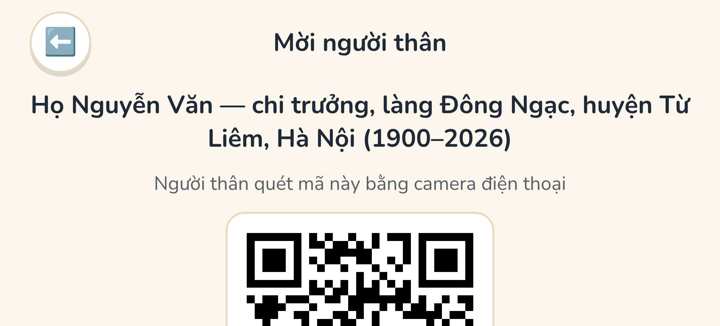 Mời người thân
Họ Nguyễn Văn — chi trưởng, làng Đông Ngạc, huyện Từ
Liêm, Hà Nội (1900–2026)
Người thân quét mã này bằng camera điện thoại